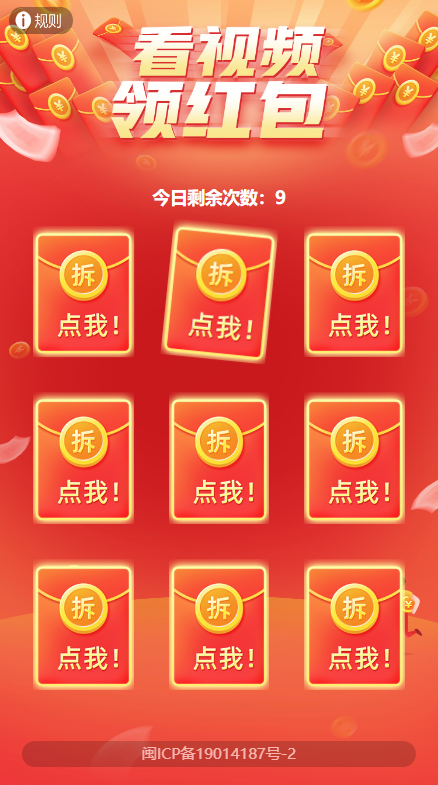 规则
看视频
领红包
今日剩余次数：9
拆 拆 拆
点我！ 点我！ 点我！
拆 拆 拆
点我！ 点我！ 点我！
拆 拆 拆
点我！ 点我！ 点我！
闽ICP备19014187号-2